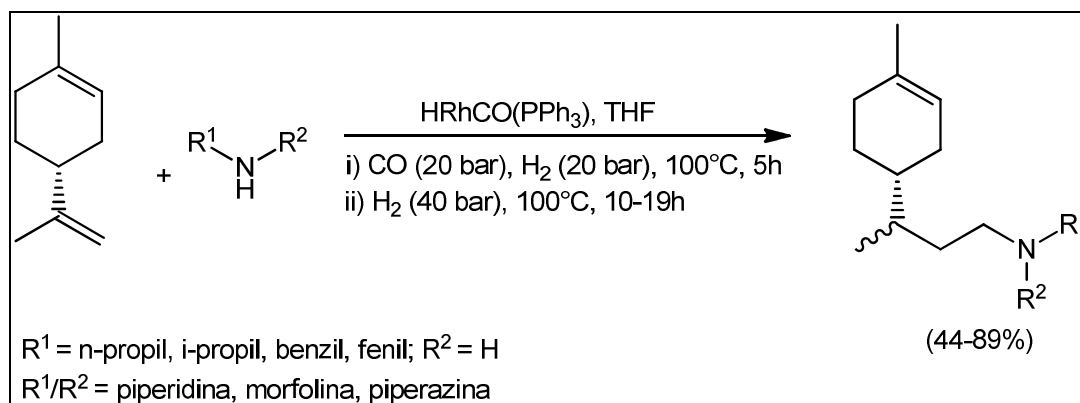 R¹
N
H
R²
+
HRhCO(PPh₃), THF
i) CO (20 bar), H₂ (20 bar), 100°C, 5h
ii) H₂ (40 bar), 100°C, 10-19h
N
R
R²
(44-89%)
R¹ = n-propil, i-propil, benzil, fenil; R² = H
R¹/R² = piperidina, morfolina, piperazina